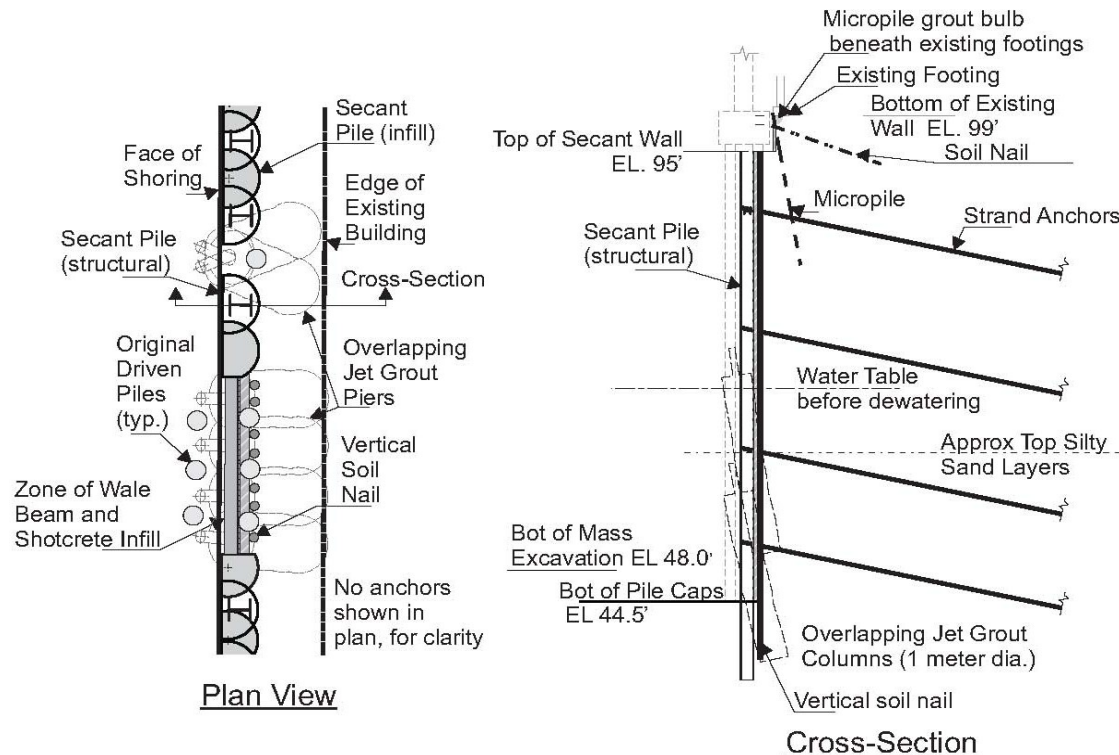 Secant
Pile (infill)
Face of
Shoring
Edge of
Existing
Building
Secant Pile
(structural)
Cross-Section
Original
Driven
Piles
(typ.)
Overlapping
Jet Grout
Piers
Vertical
Soil
Nail
Zone of Wale
Beam and
Shotcrete Infill
No anchors
shown in
plan, for clarity
Plan View
Micropile grout bulb
beneath existing footings
Existing Footing
Bottom of Existing
Wall EL. 99'
Top of Secant Wall
EL. 95'
Soil Nail
Micropile
Strand Anchors
Secant Pile
(structural)
Water Table
before dewatering
Approx Top Silty
Sand Layers
Bot of Mass
Excavation EL 48.0'
Bot of Pile Caps
EL 44.5'
Overlapping Jet Grout
Columns (1 meter dia.)
Vertical soil nail
Cross-Section